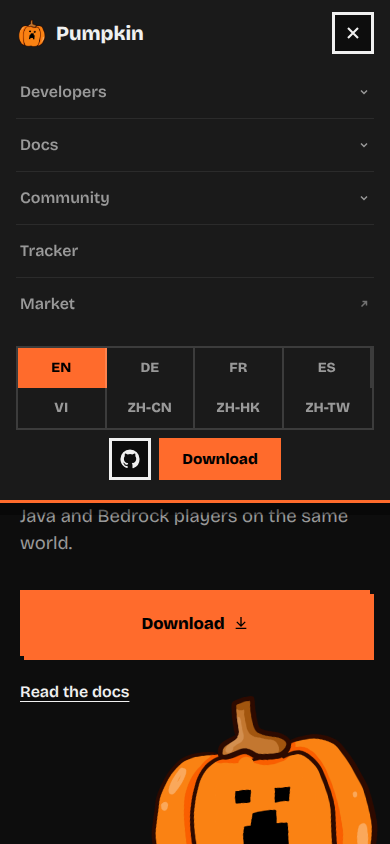 Pumpkin
Developers
Docs
Community
Tracker
Market
EN DE FR ES
VI ZH-CN ZH-HK ZH-TW
Download
Java and Bedrock players on the same
world.
Download
Read the docs